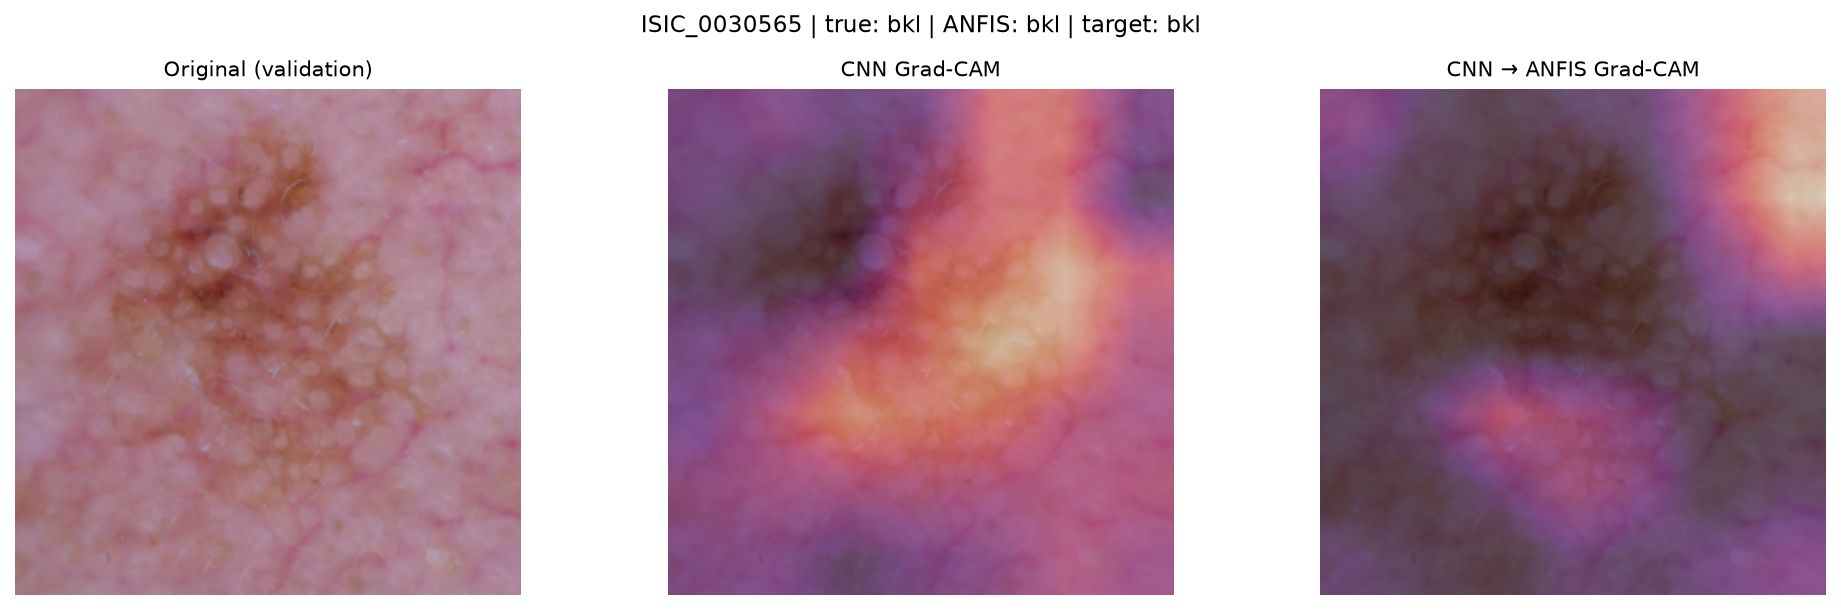 ISIC_0030565 | true: bkl | ANFIS: bkl | target: bkl
Original (validation)
CNN Grad-CAM
CNN → ANFIS Grad-CAM